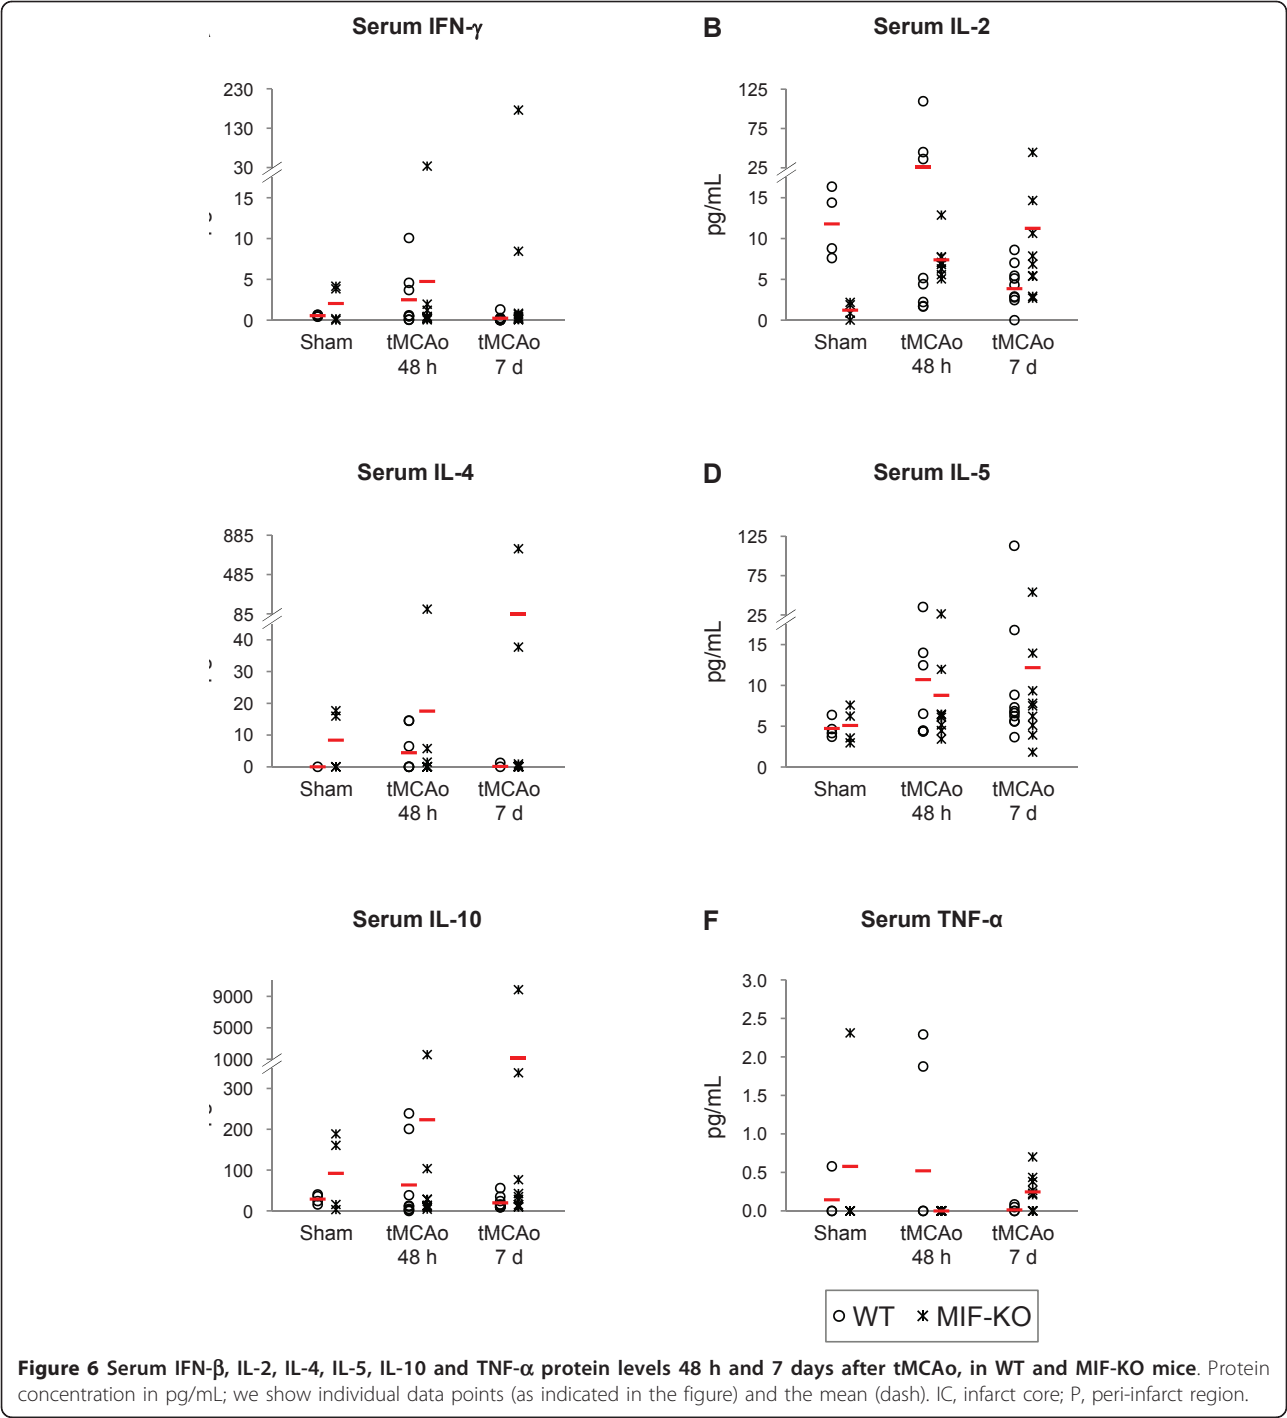 Serum IFN-γ
230
130
30
15
10
5
0
Sham tMCAo tMCAo
48 h 7 d
B Serum IL-2
125
75
25
15
10
5
0
pg/mL
Sham tMCAo tMCAo
48 h 7 d
Serum IL-4
885
485
85
40
30
20
10
0
Sham tMCAo tMCAo
48 h 7 d
D Serum IL-5
125
75
25
15
10
5
0
pg/mL
Sham tMCAo tMCAo
48 h 7 d
Serum IL-10
9000
5000
1000
300
200
100
0
Sham tMCAo tMCAo
48 h 7 d
F Serum TNF-α
3.0
2.5
2.0
1.5
1.0
0.5
0.0
pg/mL
Sham tMCAo tMCAo
48 h 7 d
WT MIF-KO
Figure 6 Serum IFN-β, IL-2, IL-4, IL-5, IL-10 and TNF-α protein levels 48 h and 7 days after tMCAo, in WT and MIF-KO mice. Protein
concentration in pg/mL; we show individual data points (as indicated in the figure) and the mean (dash). IC, infarct core; P, peri-infarct region.